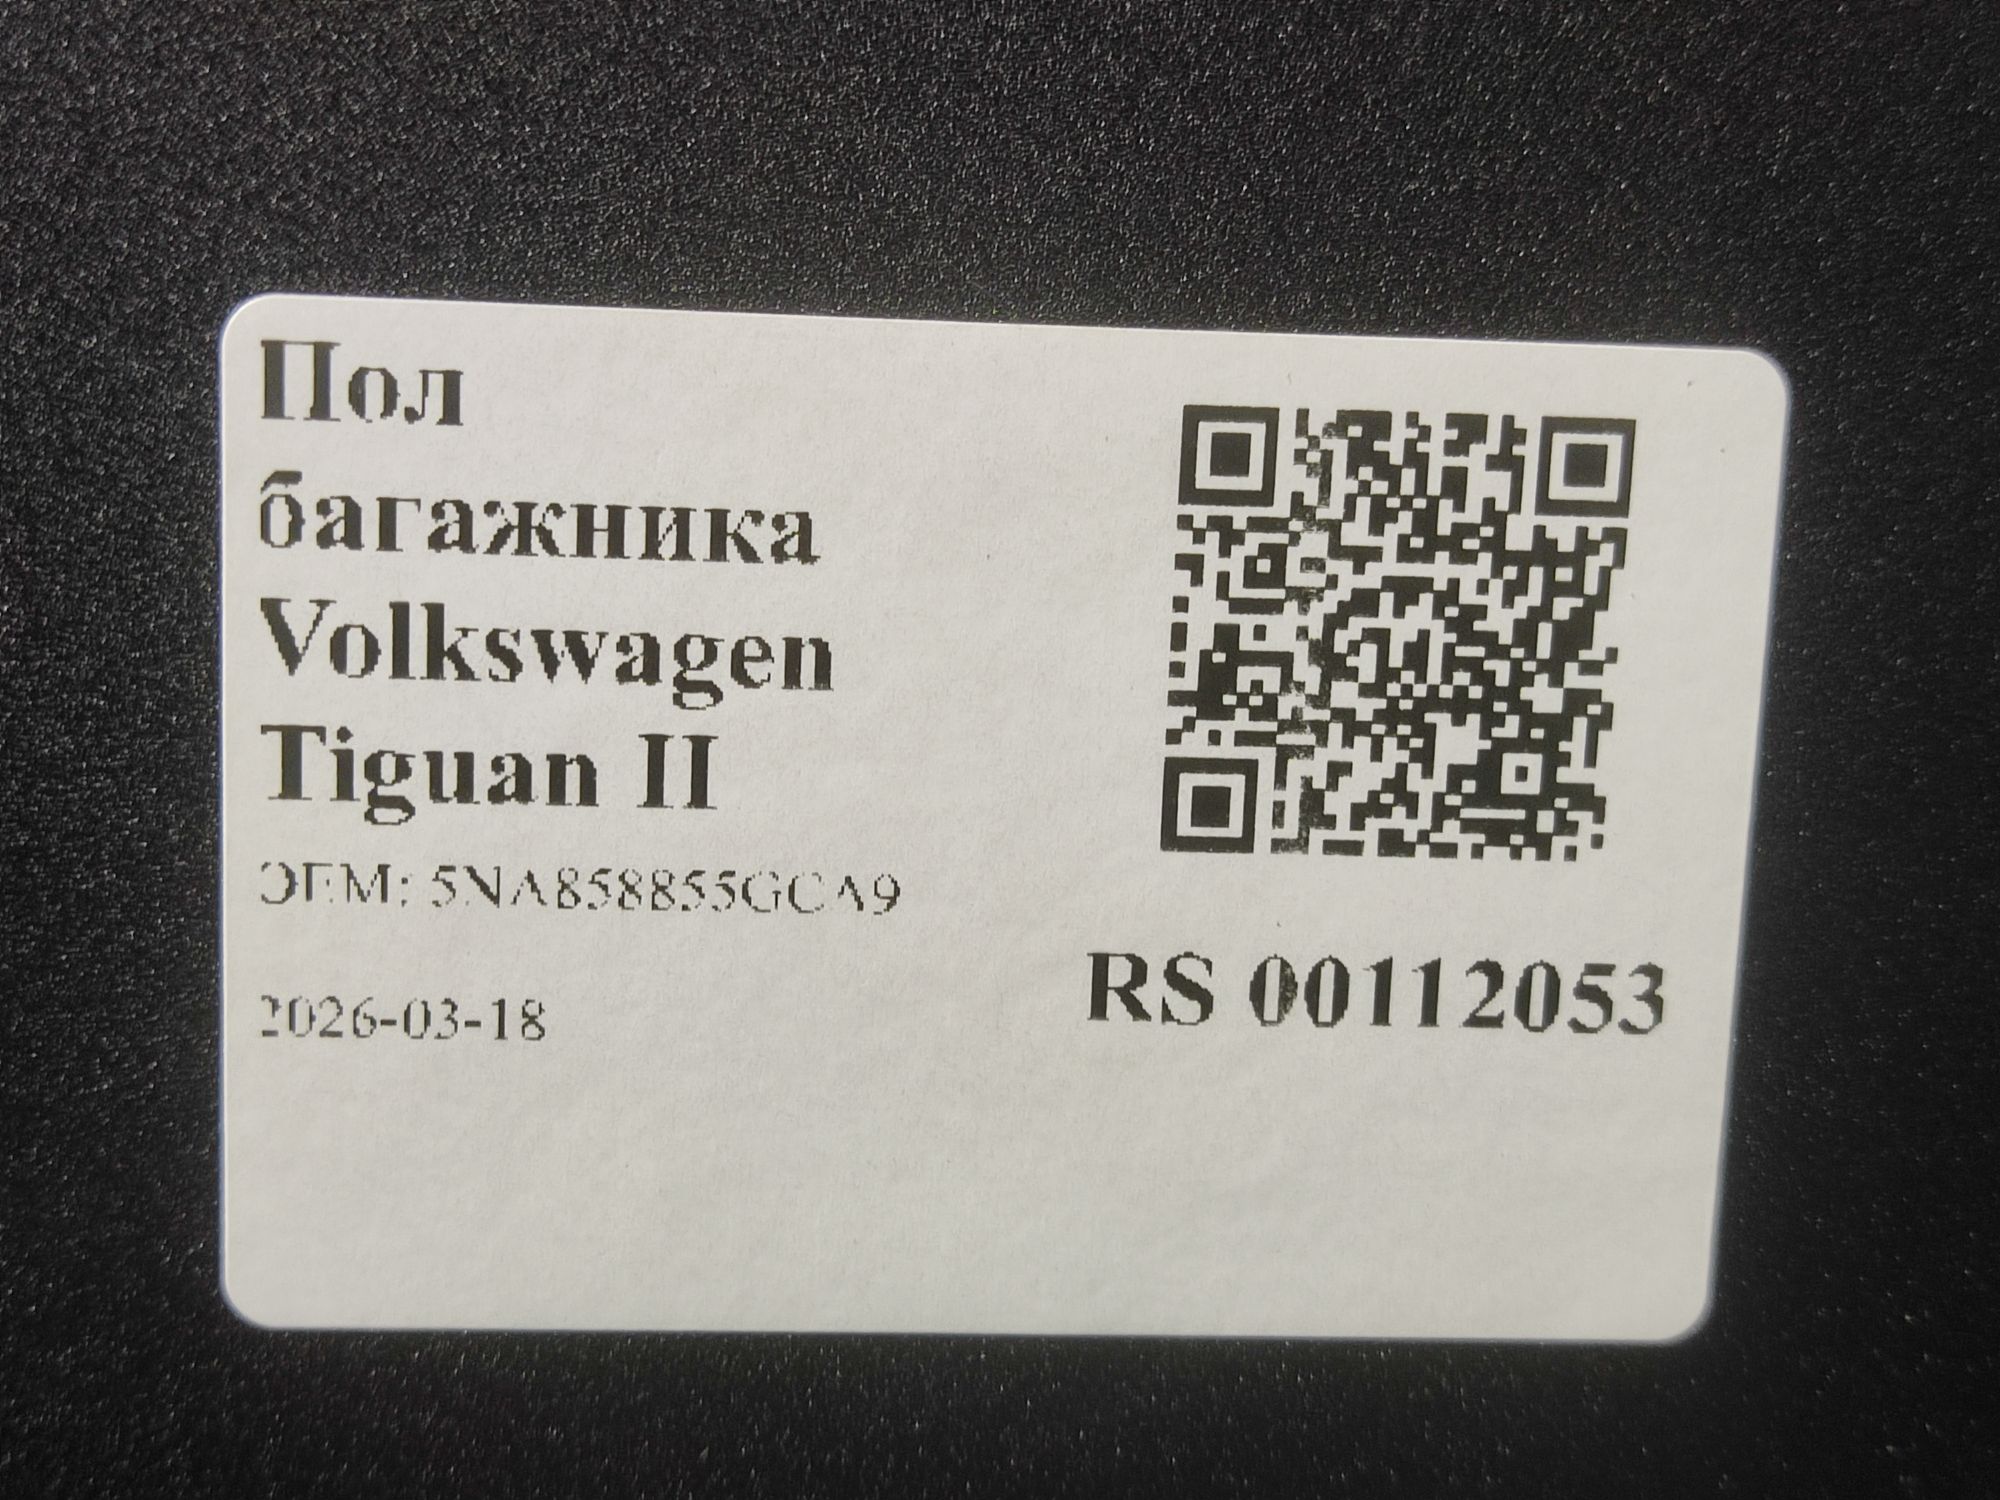 Пол
багажника
Volkswagen
Tiguan II
ОЕМ: 5NA858855GCA9
2026-03-18
RS 00112053